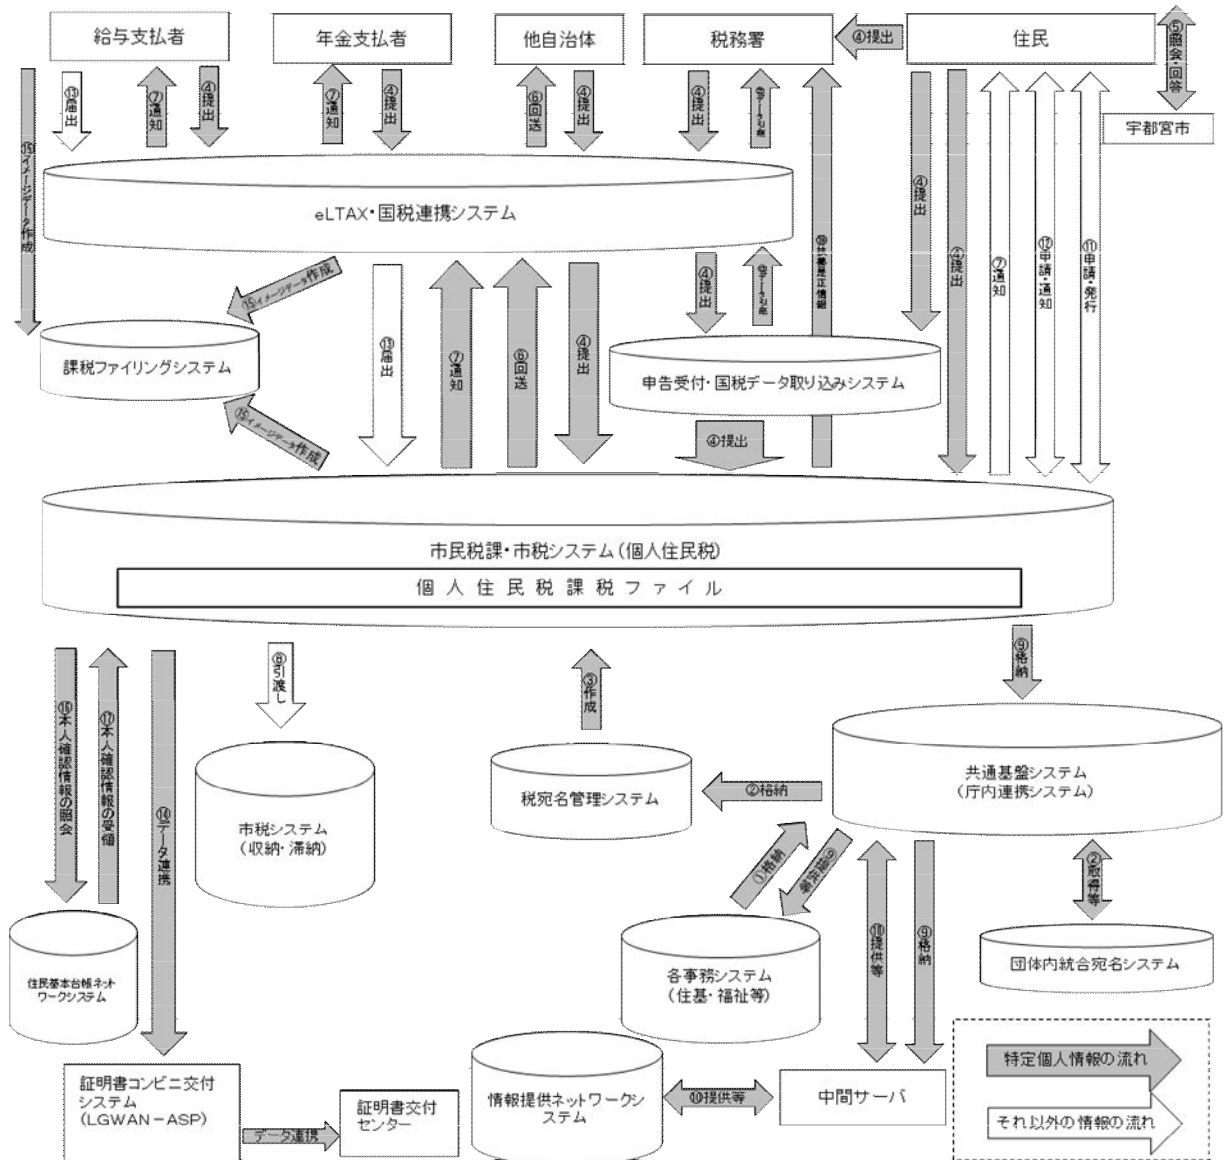 給与支払者
年金支払者
他自治体
税務署
④提出
住民
⑤照会・回答
宇都宮市
⑮イメージデータ作成
⑬届出
⑦通知
④提出
⑦通知
④提出
⑥回送
④提出
④提出
④提出
④提出
⑦通知
⑫申請・通知
⑪申請・発行
eLTAX・国税連携システム
⑮イメージデータ作成
⑬届出
⑦通知
⑥回送
④提出
④提出
課税ファイリングシステム
申告受付・国税データ取り込みシステム
⑮イメージデータ作成
④提出
市民税課・市税システム(個人住民税)
個人住民税課税ファイル
⑯本人確認情報の照会
⑰本人確認情報の受領
⑭データ連携
⑧引渡し
③作成
⑨格納
市税システム
(収納・滞納)
税宛名管理システム
②格納
共通基盤システム
(庁内連携システム)
①格納
②取得等
⑩提供等
⑨格納
住民基本台帳ネット
ワークシステム
各事務システム
(住基・福祉等)
団体内統合宛名システム
証明書コンビニ交付
システム
(LGWAN-ASP)
データ連携
証明書交付
センター
情報提供ネットワークシ
ステム
⑩提供等
中間サーバ
特定個人情報の流れ
それ以外の情報の流れ